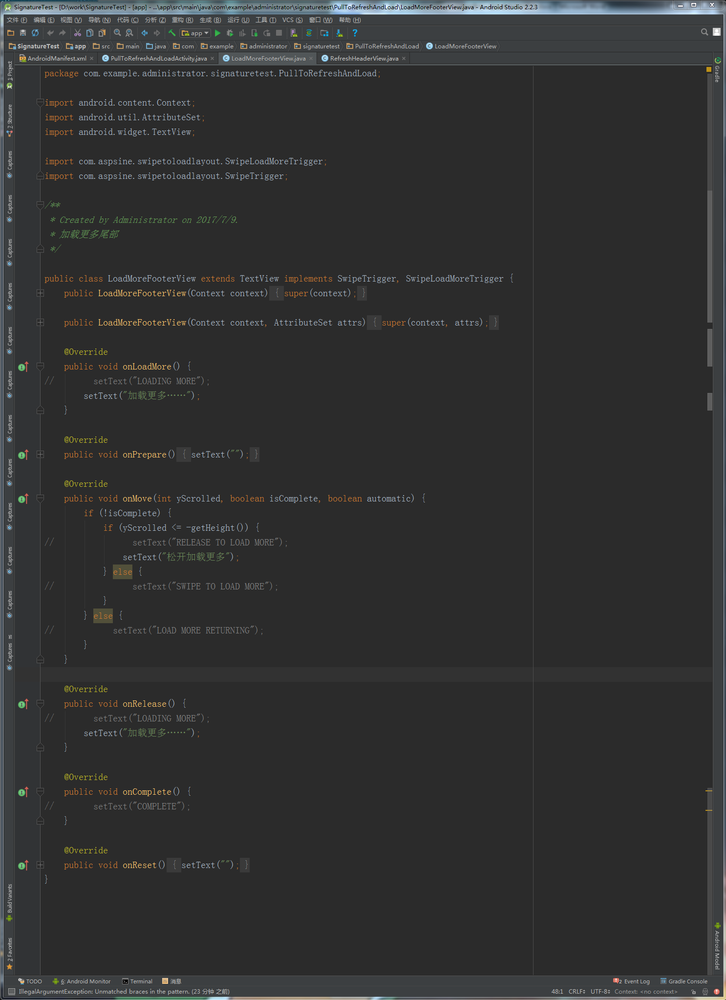 SignatureTest - [D:\work\SignatureTest] - [app] - ...\app\src\main\java\com\example\administrator\signaturetest\PullToRefreshAndLoad\LoadMoreFooterView.java - Android Studio 2.2.3
文件 (F) 编辑 (E) 视图 (V) 导航 (N) 代码 (C) 分析 (Z) 重构 (R) 生成 (B) 运行 (U) 工具 (T) VCS (S) 窗口 (W) 帮助 (H)
app
SignatureTest app src main java com example administrator signaturetest PullToRefreshAndLoad LoadMoreFooterView
AndroidManifest.xml PullToRefreshAndLoadActivity.java LoadMoreFooterView.java RefreshHeaderView.java
1: Project
7: Structure
Captures
Captures
Captures
Captures
Captures
Captures
Captures
Captures
Captures
Captures
Captures
Captures
ss
Build Variants
2: Favorites
package com.example.administrator.signaturetest.PullToRefreshAndLoad;
import android.content.Context;
import android.util.AttributeSet;
import android.widget.TextView;
import com.aspsine.swipetoloadlayout.SwipeLoadMoreTrigger;
import com.aspsine.swipetoloadlayout.SwipeTrigger;
/**
* Created by Administrator on 2017/7/9.
* 加载更多尾部
*/
public class LoadMoreFooterView extends TextView implements SwipeTrigger, SwipeLoadMoreTrigger {
public LoadMoreFooterView(Context context) { super(context); }
public LoadMoreFooterView(Context context, AttributeSet attrs) { super(context, attrs); }
@Override
public void onLoadMore() {
// setText("LOADING MORE");
setText("加载更多……");
}
@Override
public void onPrepare() { setText(""); }
@Override
public void onMove(int yScrolled, boolean isComplete, boolean automatic) {
if (!isComplete) {
if (yScrolled <= -getHeight()) {
// setText("RELEASE TO LOAD MORE");
setText("松开加载更多");
} else {
// setText("SWIPE TO LOAD MORE");
}
} else {
// setText("LOAD MORE RETURNING");
}
}
@Override
public void onRelease() {
// setText("LOADING MORE");
setText("加载更多……");
}
@Override
public void onComplete() {
// setText("COMPLETE");
}
@Override
public void onReset() { setText(""); }
}
Gradle
Android Model
TODO 6: Android Monitor Terminal 消息 2 Event Log Gradle Console
IllegalArgumentException: Unmatched braces in the pattern. (23 分钟 之前) 48:1 CRLF UTF-8 Context: <no context>